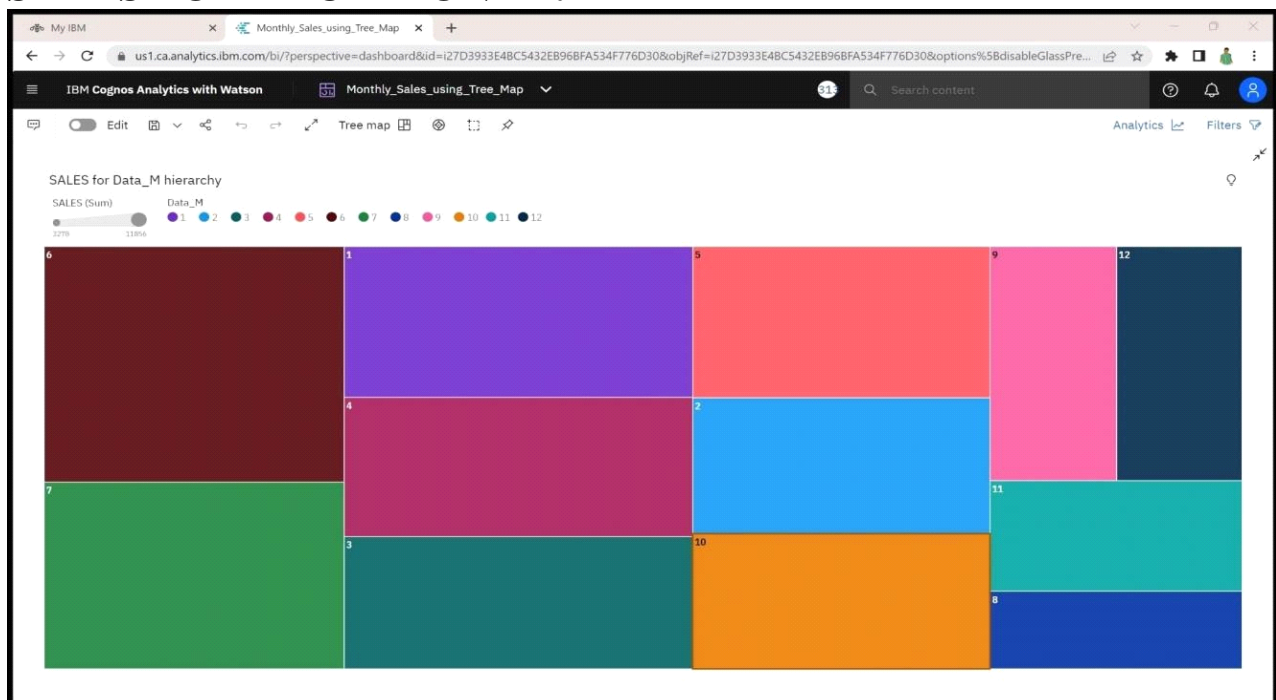 My IBM
Monthly_Sales_using_Tree_Map
us1.ca.analytics.ibm.com/bi/?perspective=dashboard&id=i27D3933E4BC5432EB96BFA534F776D30&objRef=i27D3933E4BC5432EB96BFA534F776D30&options%5BdisableGlassPre...
IBM Cognos Analytics with Watson Monthly_Sales_using_Tree_Map Search content
Edit Tree map Analytics Filters
SALES for Data_M hierarchy
SALES (Sum) Data_M
1 2 3 4 5 6 7 8 9 10 11 12
11856
6 1 5 9 12
4 2
7 11
3 10
8